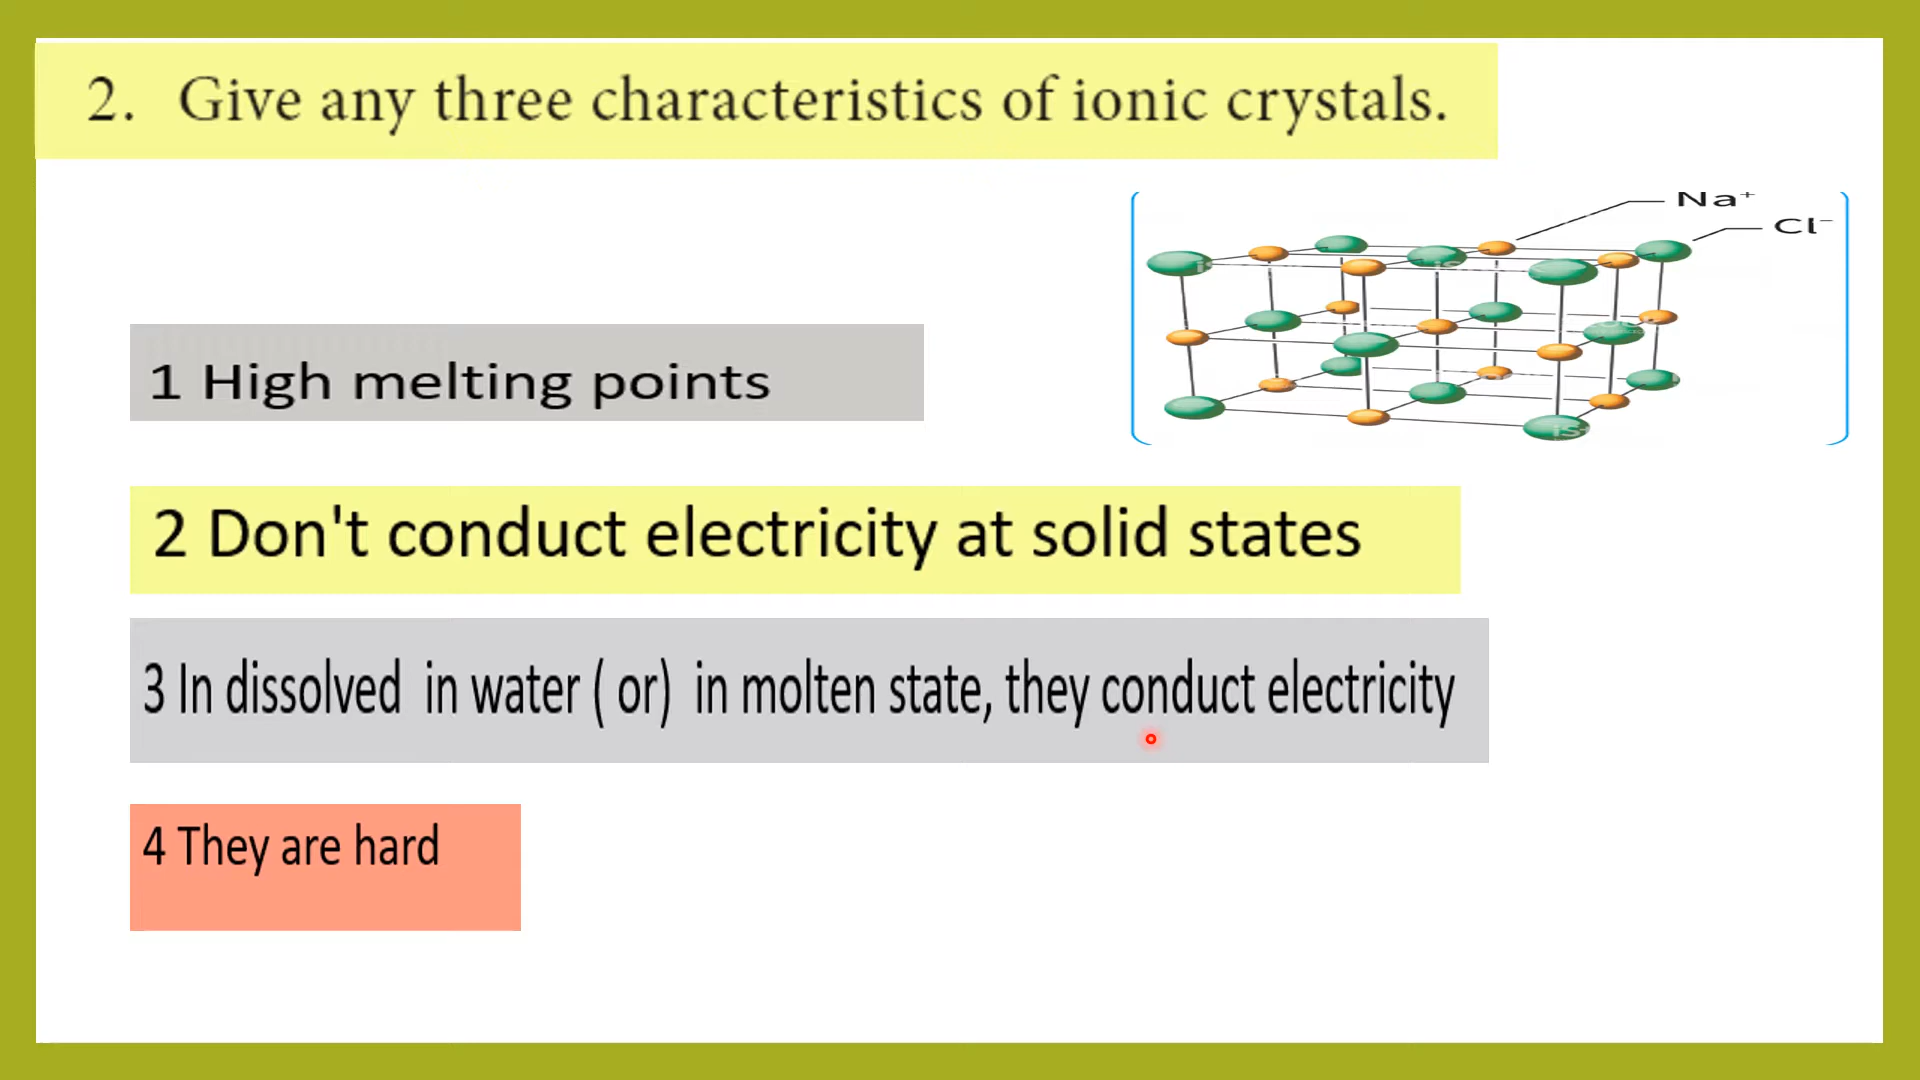 2. Give any three characteristics of ionic crystals.
Na⁺
Cl⁻
1 High melting points
2 Don't conduct electricity at solid states
3 In dissolved in water ( or) in molten state, they conduct electricity
4 They are hard